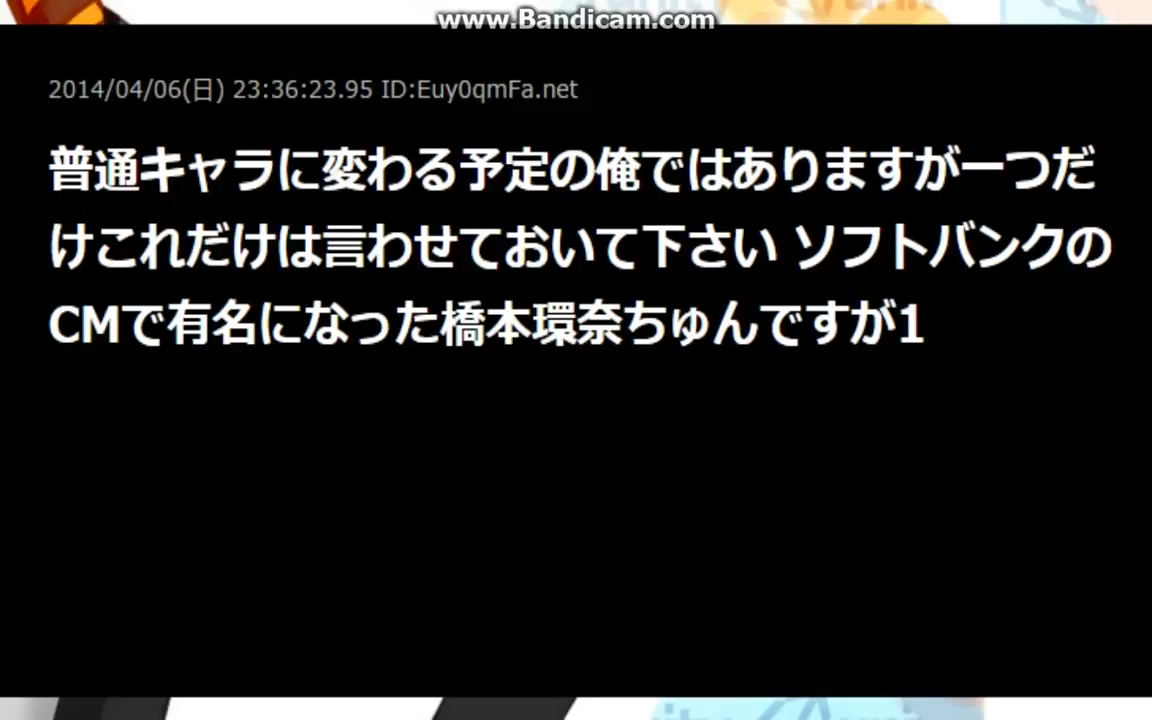 www.Bandicam.com
2014/04/06(日) 23:36:23.95 ID:Euy0qmFa.net
普通キャラに変わる予定の俺ではありますが一つだ
けこれだけは言わせておいて下さい ソフトバンクの
CMで有名になった橋本環奈ちゅんですが1